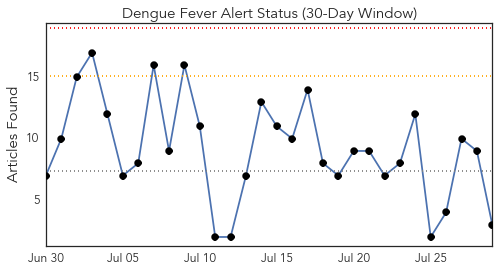 Dengue Fever Alert Status (30-Day Window)
Articles Found
15
10
5
Jun 30 Jul 05 Jul 10 Jul 15 Jul 20 Jul 25